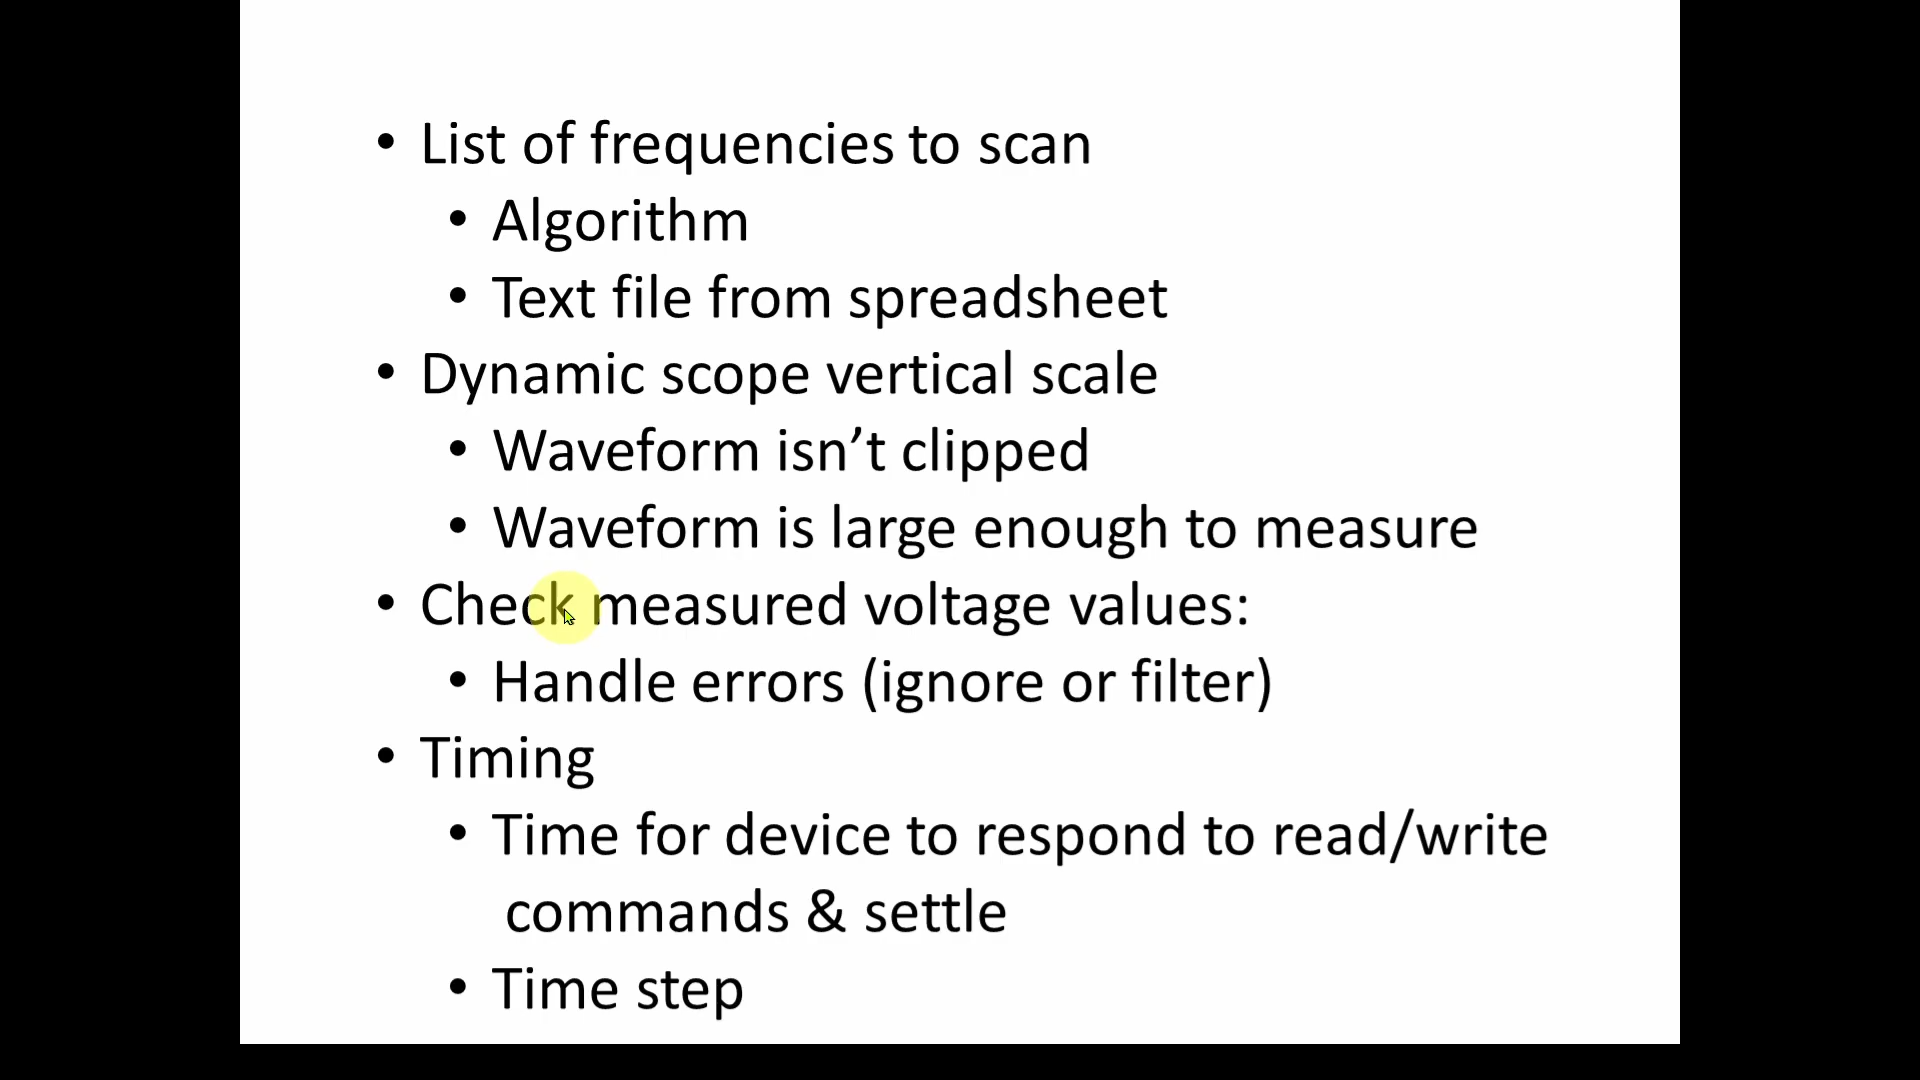 • List of frequencies to scan
• Algorithm
• Text file from spreadsheet
• Dynamic scope vertical scale
• Waveform isn’t clipped
• Waveform is large enough to measure
• Check measured voltage values:
• Handle errors (ignore or filter)
• Timing
• Time for device to respond to read/write
commands & settle
• Time step